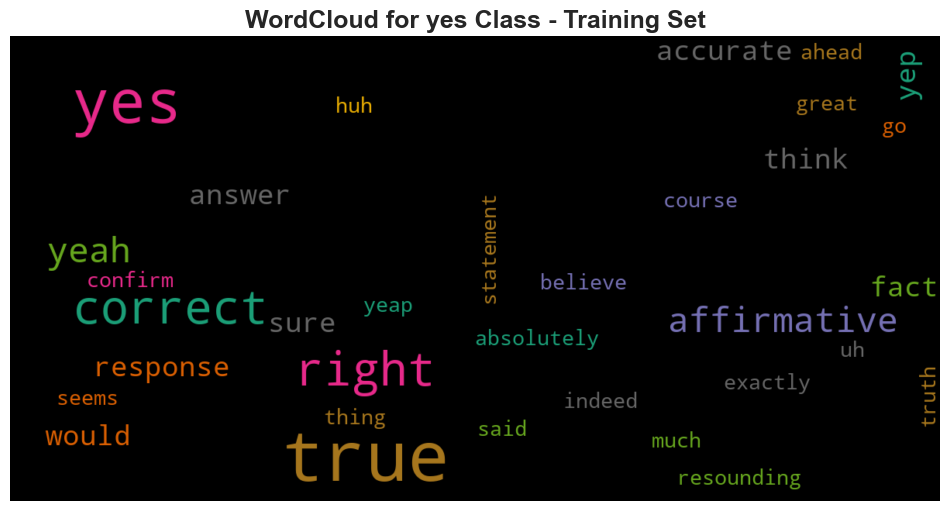 WordCloud for yes Class - Training Set
accurate
ahead
yep
yes
huh
great
go
think
answer
course
statement
yeah
confirm
believe
fact
correct
yeap
sure
affirmative
absolutely
uh
response
right
exactly
truth
seems
indeed
thing
said
would
much
true
resounding